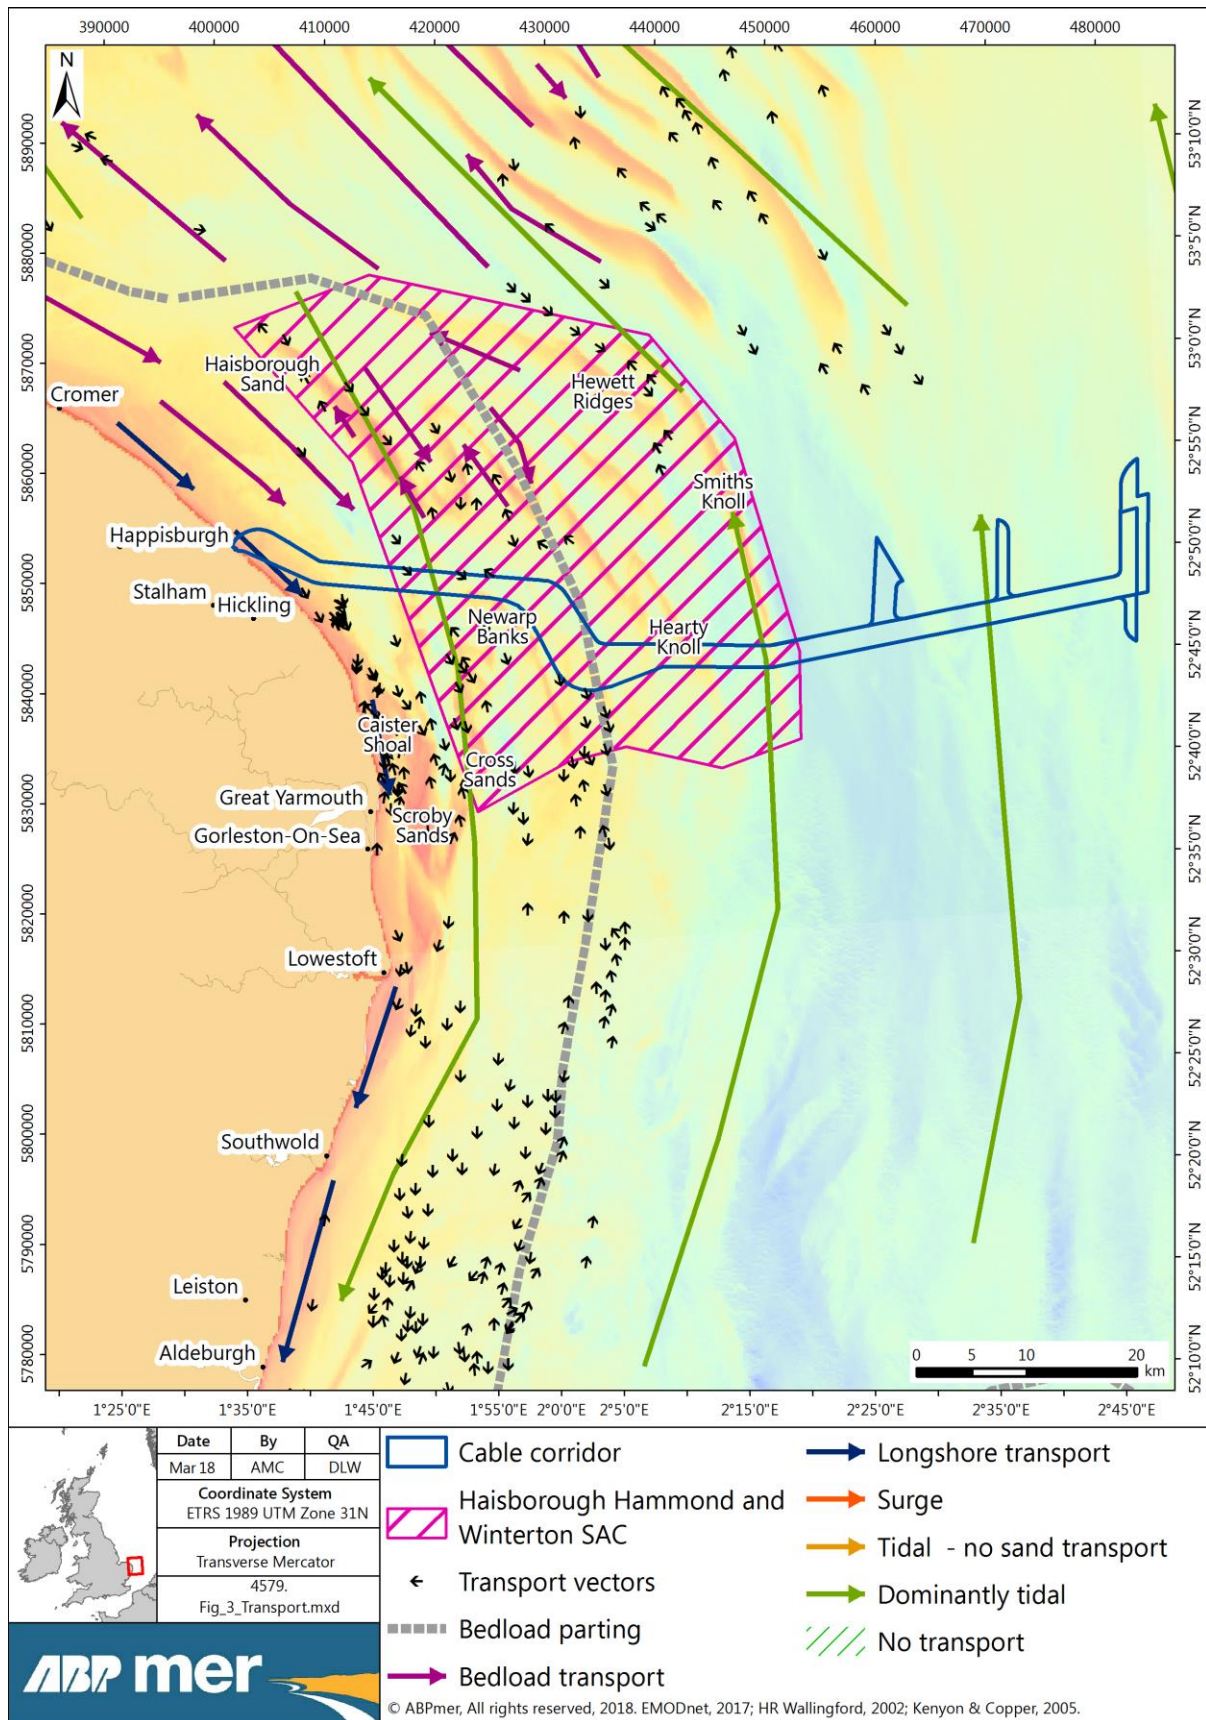 390000 400000 410000 420000 430000 440000 450000 460000 470000 480000
N
5890000
5880000
5870000
5860000
5850000
5840000
5830000
5820000
5810000
5800000
5790000
5780000
53°10'0"N
53°5'0"N
53°0'0"N
52°55'0"N
52°50'0"N
52°45'0"N
52°40'0"N
52°35'0"N
52°30'0"N
52°25'0"N
52°20'0"N
52°15'0"N
52°10'0"N
Haisborough
Sand
Hewett
Ridges
Cromer
Smiths
Knoll
Happisburgh
Stalham
Hickling
Newarp
Banks
Hearty
Knoll
Caister
Shoal
Cross
Sands
Great Yarmouth
Scroby
Sands
Gorleston-On-Sea
Lowestoft
Southwold
Leiston
Aldeburgh
0 5 10 20
km
1°25'0"E 1°35'0"E 1°45'0"E 1°55'0"E 2°0'0"E 2°5'0"E 2°15'0"E 2°25'0"E 2°35'0"E 2°45'0"E
Date By QA
Mar 18 AMC DLW
Coordinate System
ETRS 1989 UTM Zone 31N
Projection
Transverse Mercator
4579.
Fig_3_Transport.mxd
ABP mer
Cable corridor
Haisborough Hammond and
Winterton SAC
Transport vectors
Bedload parting
Bedload transport
Longshore transport
Surge
Tidal - no sand transport
Dominantly tidal
No transport
© ABPmer, All rights reserved, 2018. EMODnet, 2017; HR Wallingford, 2002; Kenyon & Copper, 2005.